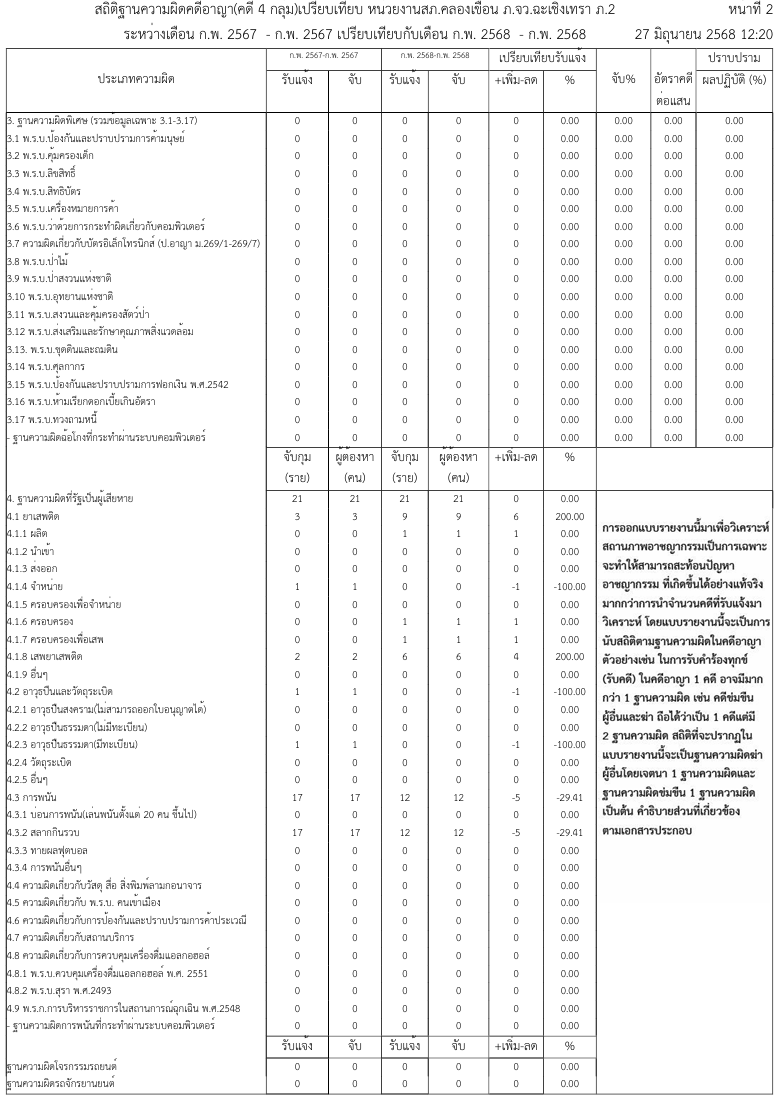 สถิติฐานความผิดคดีอาญา(คดี 4 กลุ่ม)เปรียบเทียบ หน่วยงานสภ.คลองเขื่อน ภ.จว.ฉะเชิงเทรา ภ.2 หน้าที่ 2
ระหว่างเดือน ก.พ. 2567 - ก.พ. 2567 เปรียบเทียบกับเดือน ก.พ. 2568 - ก.พ. 2568 27 มิถุนายน 2568 12:20
ประเภทความผิด ก.พ. 2567-ก.พ. 2567 ก.พ. 2568-ก.พ. 2568 เปรียบเทียบรับแจ้ง จับ% อัตราคดีต่อแสน ปราบปราม
รับแจ้ง จับ รับแจ้ง จับ +เพิ่ม-ลด % ผลปฏิบัติ (%)
3. ฐานความผิดพิเศษ (รวมข้อมูลเฉพาะ 3.1-3.17) 0 0 0 0 0 0.00 0.00 0.00 0.00
3.1 พ.ร.บ.ป้องกันและปราบปรามการค้ามนุษย์ 0 0 0 0 0 0.00 0.00 0.00 0.00
3.2 พ.ร.บ.คุ้มครองเด็ก 0 0 0 0 0 0.00 0.00 0.00 0.00
3.3 พ.ร.บ.ลิขสิทธิ์ 0 0 0 0 0 0.00 0.00 0.00 0.00
3.4 พ.ร.บ.สิทธิบัตร 0 0 0 0 0 0.00 0.00 0.00 0.00
3.5 พ.ร.บ.เครื่องหมายการค้า 0 0 0 0 0 0.00 0.00 0.00 0.00
3.6 พ.ร.บ.ว่าด้วยการกระทำผิดเกี่ยวกับคอมพิวเตอร์ 0 0 0 0 0 0.00 0.00 0.00 0.00
3.7 ความผิดเกี่ยวกับบัตรอิเล็กโทรนิกส์ (ป.อาญา ม.269/1-269/7) 0 0 0 0 0 0.00 0.00 0.00 0.00
3.8 พ.ร.บ.ป่าไม้ 0 0 0 0 0 0.00 0.00 0.00 0.00
3.9 พ.ร.บ.ป่าสงวนแห่งชาติ 0 0 0 0 0 0.00 0.00 0.00 0.00
3.10 พ.ร.บ.อุทยานแห่งชาติ 0 0 0 0 0 0.00 0.00 0.00 0.00
3.11 พ.ร.บ.สงวนและคุ้มครองสัตว์ป่า 0 0 0 0 0 0.00 0.00 0.00 0.00
3.12 พ.ร.บ.ส่งเสริมและรักษาคุณภาพสิ่งแวดล้อม 0 0 0 0 0 0.00 0.00 0.00 0.00
3.13. พ.ร.บ.ขุดดินและถมดิน 0 0 0 0 0 0.00 0.00 0.00 0.00
3.14 พ.ร.บ.ศุลกากร 0 0 0 0 0 0.00 0.00 0.00 0.00
3.15 พ.ร.บ.ป้องกันและปราบปรามการฟอกเงิน พ.ศ.2542 0 0 0 0 0 0.00 0.00 0.00 0.00
3.16 พ.ร.บ.ห้ามเรียกดอกเบี้ยเกินอัตรา 0 0 0 0 0 0.00 0.00 0.00 0.00
3.17 พ.ร.บ.ทวงถามหนี้ 0 0 0 0 0 0.00 0.00 0.00 0.00
- ฐานความผิดฉ้อโกงที่กระทำผ่านระบบคอมพิวเตอร์ 0 0 0 0 0 0.00 0.00 0.00 0.00
จับกุม ผู้ต้องหา จับกุม ผู้ต้องหา +เพิ่ม-ลด %
(ราย) (คน) (ราย) (คน)
4. ฐานความผิดที่รัฐเป็นผู้เสียหาย 21 21 21 21 0 0.00
4.1 ยาเสพติด 3 3 9 9 6 200.00
4.1.1 ผลิต 0 0 1 1 1 0.00
4.1.2 นำเข้า 0 0 0 0 0 0.00
4.1.3 ส่งออก 0 0 0 0 0 0.00
4.1.4 จำหน่าย 1 1 0 0 -1 -100.00
4.1.5 ครอบครองเพื่อจำหน่าย 0 0 0 0 0 0.00
4.1.6 ครอบครอง 0 0 1 1 1 0.00
4.1.7 ครอบครองเพื่อเสพ 0 0 1 1 1 0.00
4.1.8 เสพยาเสพติด 2 2 6 6 4 200.00
4.1.9 อื่นๆ 0 0 0 0 0 0.00
4.2 อาวุธปืนและวัตถุระเบิด 1 1 0 0 -1 -100.00
4.2.1 อาวุธปืนสงคราม(ไม่สามารถออกใบอนุญาตได้) 0 0 0 0 0 0.00
4.2.2 อาวุธปืนธรรมดา(ไม่มีทะเบียน) 0 0 0 0 0 0.00
4.2.3 อาวุธปืนธรรมดา(มีทะเบียน) 1 1 0 0 -1 -100.00
4.2.4 วัตถุระเบิด 0 0 0 0 0 0.00
4.2.5 อื่นๆ 0 0 0 0 0 0.00
4.3 การพนัน 17 17 12 12 -5 -29.41
4.3.1 บ่อนการพนัน(เล่นพนันตั้งแต่ 20 คน ขึ้นไป) 0 0 0 0 0 0.00
4.3.2 สลากกินรวบ 17 17 12 12 -5 -29.41
4.3.3 ทายผลฟุตบอล 0 0 0 0 0 0.00
4.3.4 การพนันอื่นๆ 0 0 0 0 0 0.00
4.4 ความผิดเกี่ยวกับวัสดุ สื่อ สิ่งพิมพ์ลามกอนาจาร 0 0 0 0 0 0.00
4.5 ความผิดเกี่ยวกับ พ.ร.บ. คนเข้าเมือง 0 0 0 0 0 0.00
4.6 ความผิดเกี่ยวกับการป้องกันและปราบปรามการค้าประเวณี 0 0 0 0 0 0.00
4.7 ความผิดเกี่ยวกับสถานบริการ 0 0 0 0 0 0.00
4.8 ความผิดเกี่ยวกับการควบคุมเครื่องดื่มแอลกอฮอล์ 0 0 0 0 0 0.00
4.8.1 พ.ร.บ.ควบคุมเครื่องดื่มแอลกอฮอล์ พ.ศ. 2551 0 0 0 0 0 0.00
4.8.2 พ.ร.บ.สุรา พ.ศ.2493 0 0 0 0 0 0.00
4.9 พ.ร.ก.การบริหารราชการในสถานการณ์ฉุกเฉิน พ.ศ.2548 0 0 0 0 0 0.00
- ฐานความผิดการพนันที่กระทำผ่านระบบคอมพิวเตอร์ 0 0 0 0 0 0.00
รับแจ้ง จับ รับแจ้ง จับ +เพิ่ม-ลด %
ฐานความผิดโจรกรรมรถยนต์ 0 0 0 0 0 0.00
ฐานความผิดรถจักรยานยนต์ 0 0 0 0 0 0.00
การออกแบบรายงานนี้มาเพื่อวิเคราะห์
สถานภาพอาชญากรรมเป็นการเฉพาะ
จะทำให้สามารถสะท้อนปัญหา
อาชญากรรม ที่เกิดขึ้นได้อย่างแท้จริง
มากกว่าการนำจำนวนคดีที่รับแจ้งมา
วิเคราะห์ โดยแบบรายงานนี้จะเป็นการ
นับสถิติตามฐานความผิดในคดีอาญา
ตัวอย่างเช่น ในการรับคำร้องทุกข์
(รับคดี) ในคดีอาญา 1 คดี อาจมีมาก
กว่า 1 ฐานความผิด เช่น คดีข่มขืน
ผู้อื่นและฆ่า ถือได้ว่าเป็น 1 คดีแต่มี
2 ฐานความผิด สถิติที่จะปรากฏใน
แบบรายงานนี้จะเป็นฐานความผิดฆ่า
ผู้อื่นโดยเจตนา 1 ฐานความผิดและ
ฐานความผิดข่มขืน 1 ฐานความผิด
เป็นต้น คำธิบายส่วนที่เกี่ยวข้อง
ตามเอกสารประกอบ